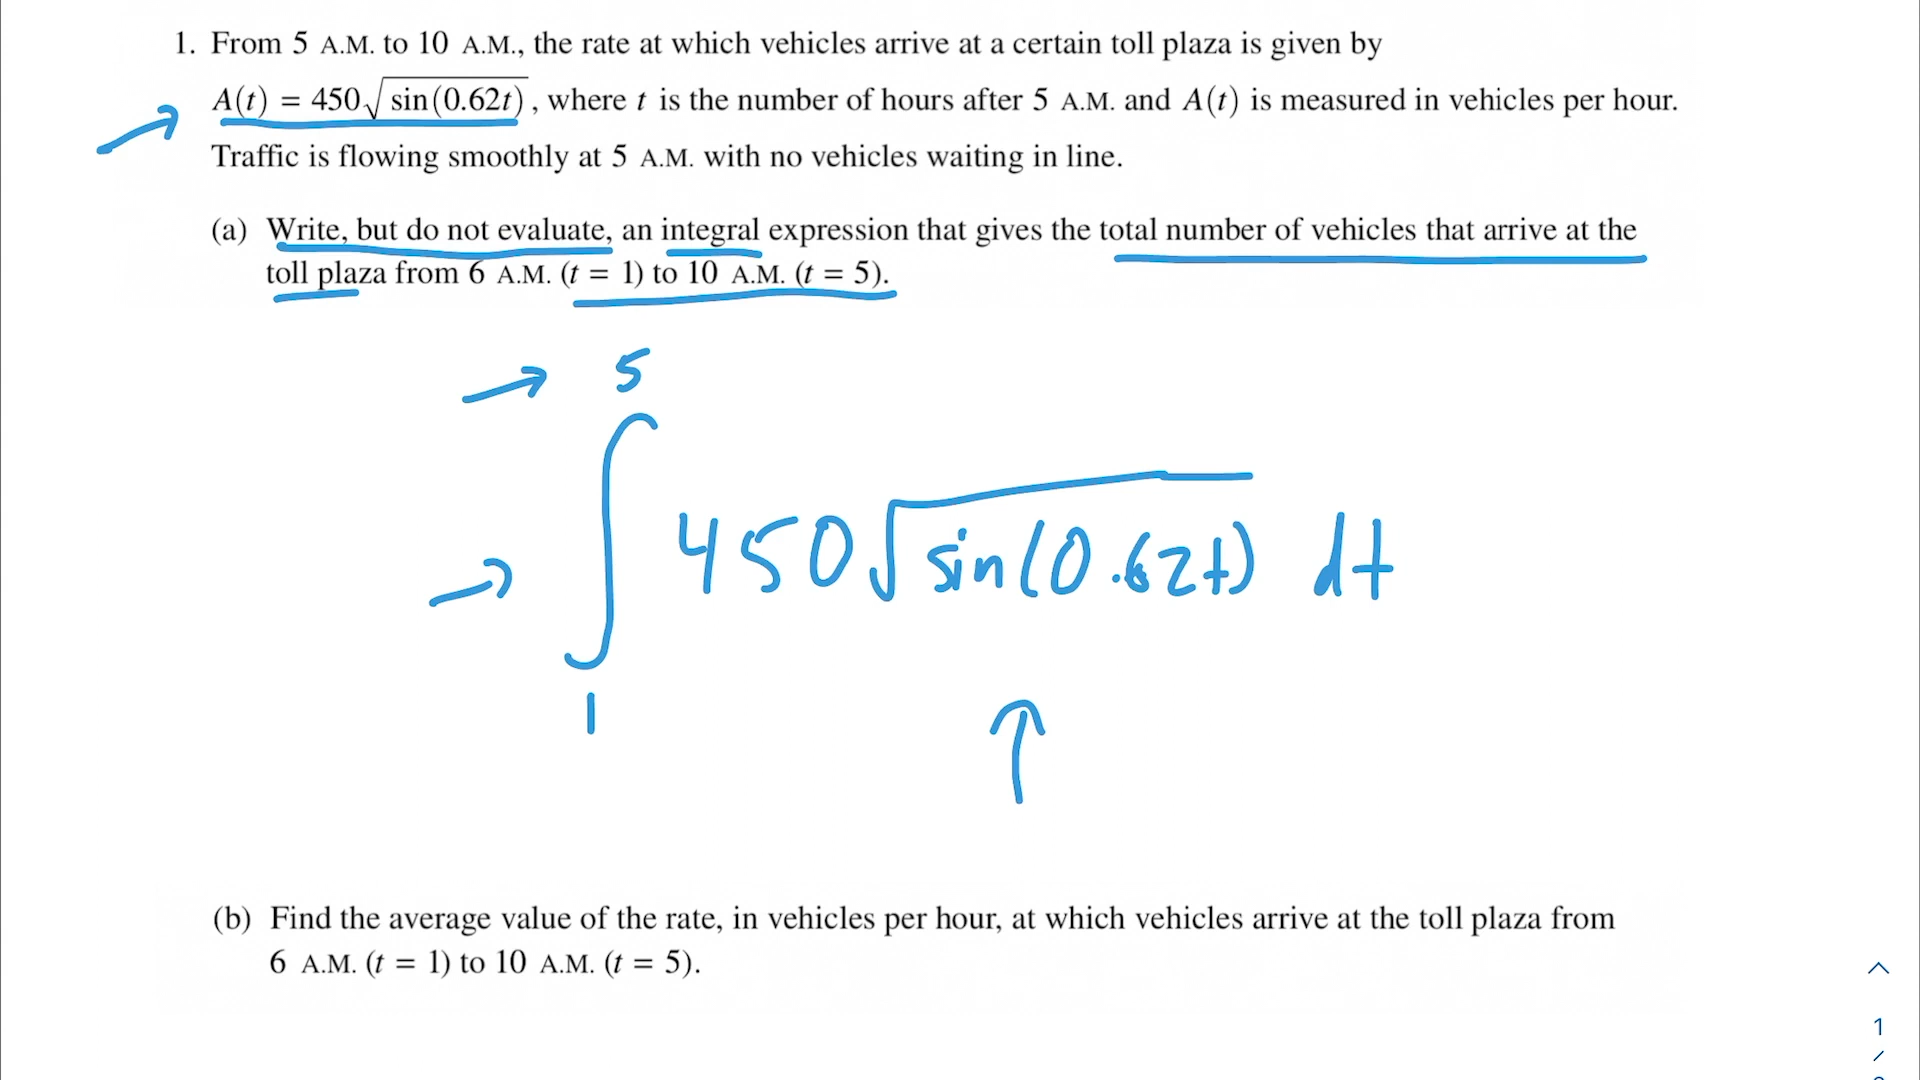 1. From 5 A.M. to 10 A.M., the rate at which vehicles arrive at a certain toll plaza is given by
A(t) = 450√sin(0.62t), where t is the number of hours after 5 A.M. and A(t) is measured in vehicles per hour.
Traffic is flowing smoothly at 5 A.M. with no vehicles waiting in line.
(a) Write, but do not evaluate, an integral expression that gives the total number of vehicles that arrive at the
toll plaza from 6 A.M. (t = 1) to 10 A.M. (t = 5).
5
∫ 450√sin(0.62t) dt
1
(b) Find the average value of the rate, in vehicles per hour, at which vehicles arrive at the toll plaza from
6 A.M. (t = 1) to 10 A.M. (t = 5).
1
/